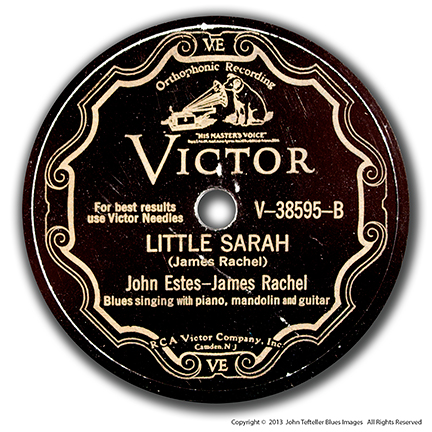 VE
Orthophonic Recording
"HIS MASTER'S VOICE"
VICTOR
For best results
use Victor Needles
V-38595-B
LITTLE SARAH
(James Rachel)
John Estes-James Rachel
Blues singing with piano, mandolin and guitar
RCA Victor Company, Inc.
Camden, N J
VE
Copyright © 2013 John Tefteller Blues Images All Rights Reserved